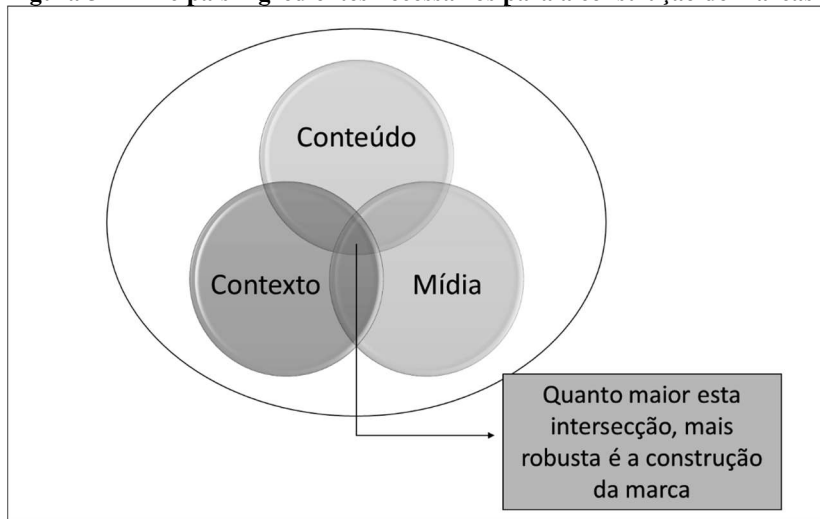 Conteúdo
Contexto
Mídia
Quanto maior esta
intersecção, mais
robusta é a construção
da marca